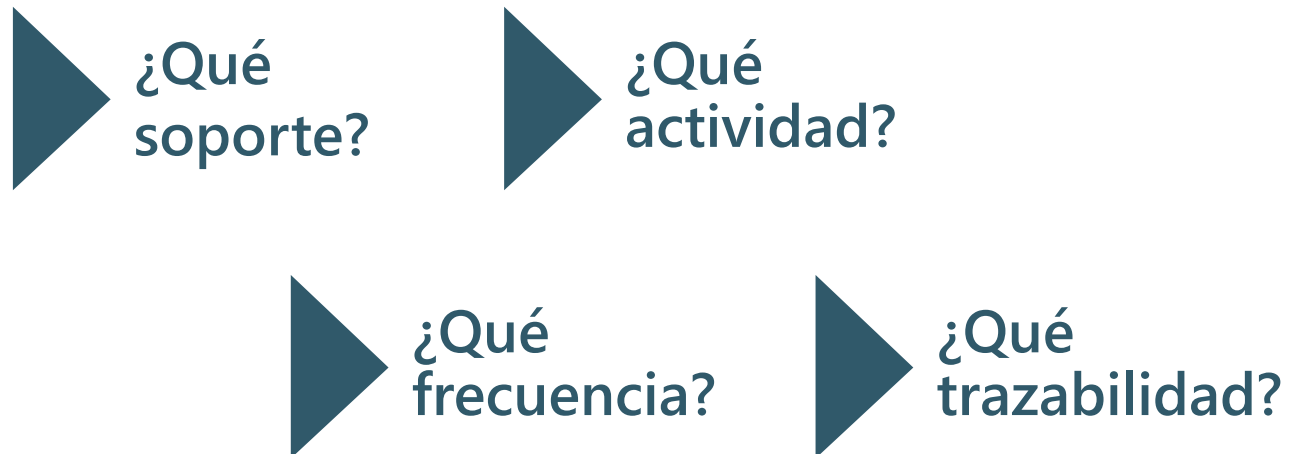 ¿Qué
soporte?
¿Qué
actividad?
¿Qué
frecuencia?
¿Qué
trazabilidad?